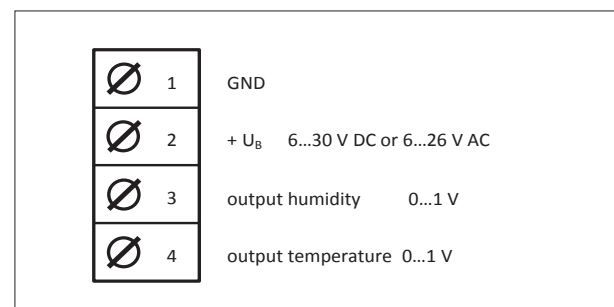 1 GND
2 + UB 6...30 V DC or 6...26 V AC
3 output humidity 0...1 V
4 output temperature 0...1 V